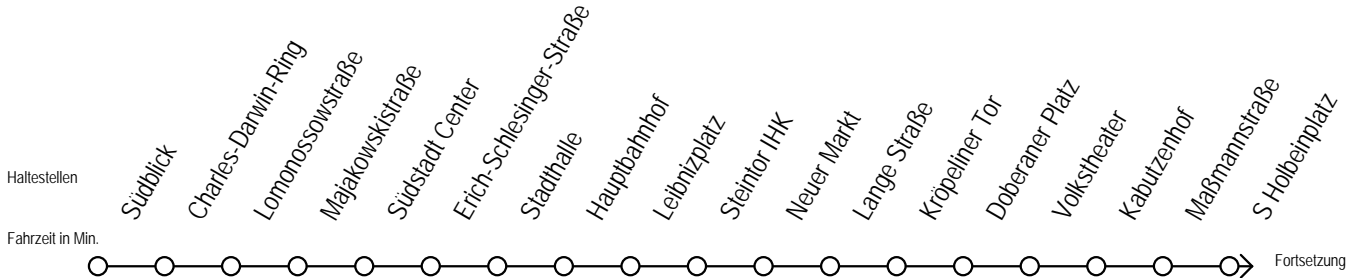 Haltestellen
Südblick
Charles-Darwin-Ring
Lomonossowstraße
Majakowskistraße
Südstadt Center
Erich-Schlesinger-Straße
Stadthalle
Hauptbahnhof
Leibnizplatz
Steintor IHK
Neuer Markt
Lange Straße
Kröpeliner Tor
Doberaner Platz
Volkstheater
Kabutzenhof
Maßmannstraße
S Holbeinplatz
Fahrzeit in Min.
Fortsetzung